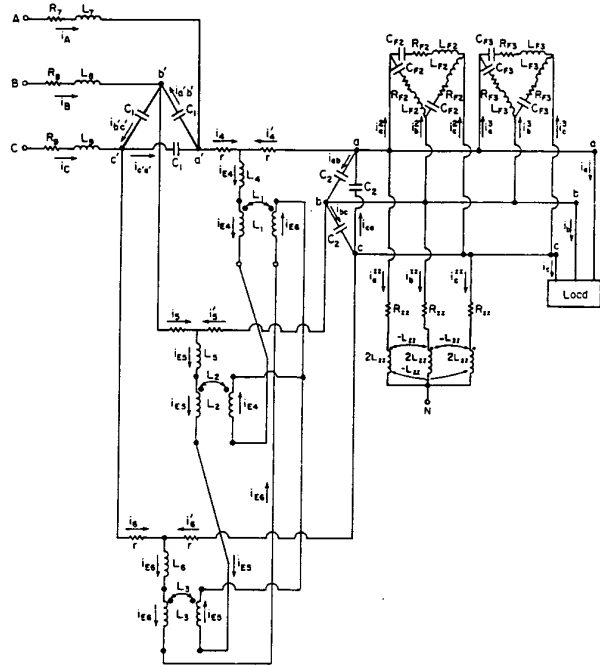 A R7 L7
iA
B R8 L8 b'
iB
ib'c' C1 ia'b' C1
C R9 L9
iC c' ic'a' C1 a'
i4 i'4
r r
iE4 L4
L1
iE4 L1 iE6
CF2 RF2 LF2
CF2 RF2 LF2 CF2 RF2 LF2
i2a i2b i2c
CF3 RF3 LF3
CF3 RF3 LF3 CF3 RF3 LF3
i3a i3b i3c
a a
iab C2 C2 ia
b b
ibc C2 ica ib
c c
ic
Load
izza izzb izzc
Rzz Rzz Rzz
-Lzz -Lzz
2Lzz 2Lzz 2Lzz
-Lzz
N
i5 i'5
iE5 L5
L2
iE5 L2 iE4
iE6
i6 i'6
r r
iE6 L6 iE5
L3
iE6 L3 iE5